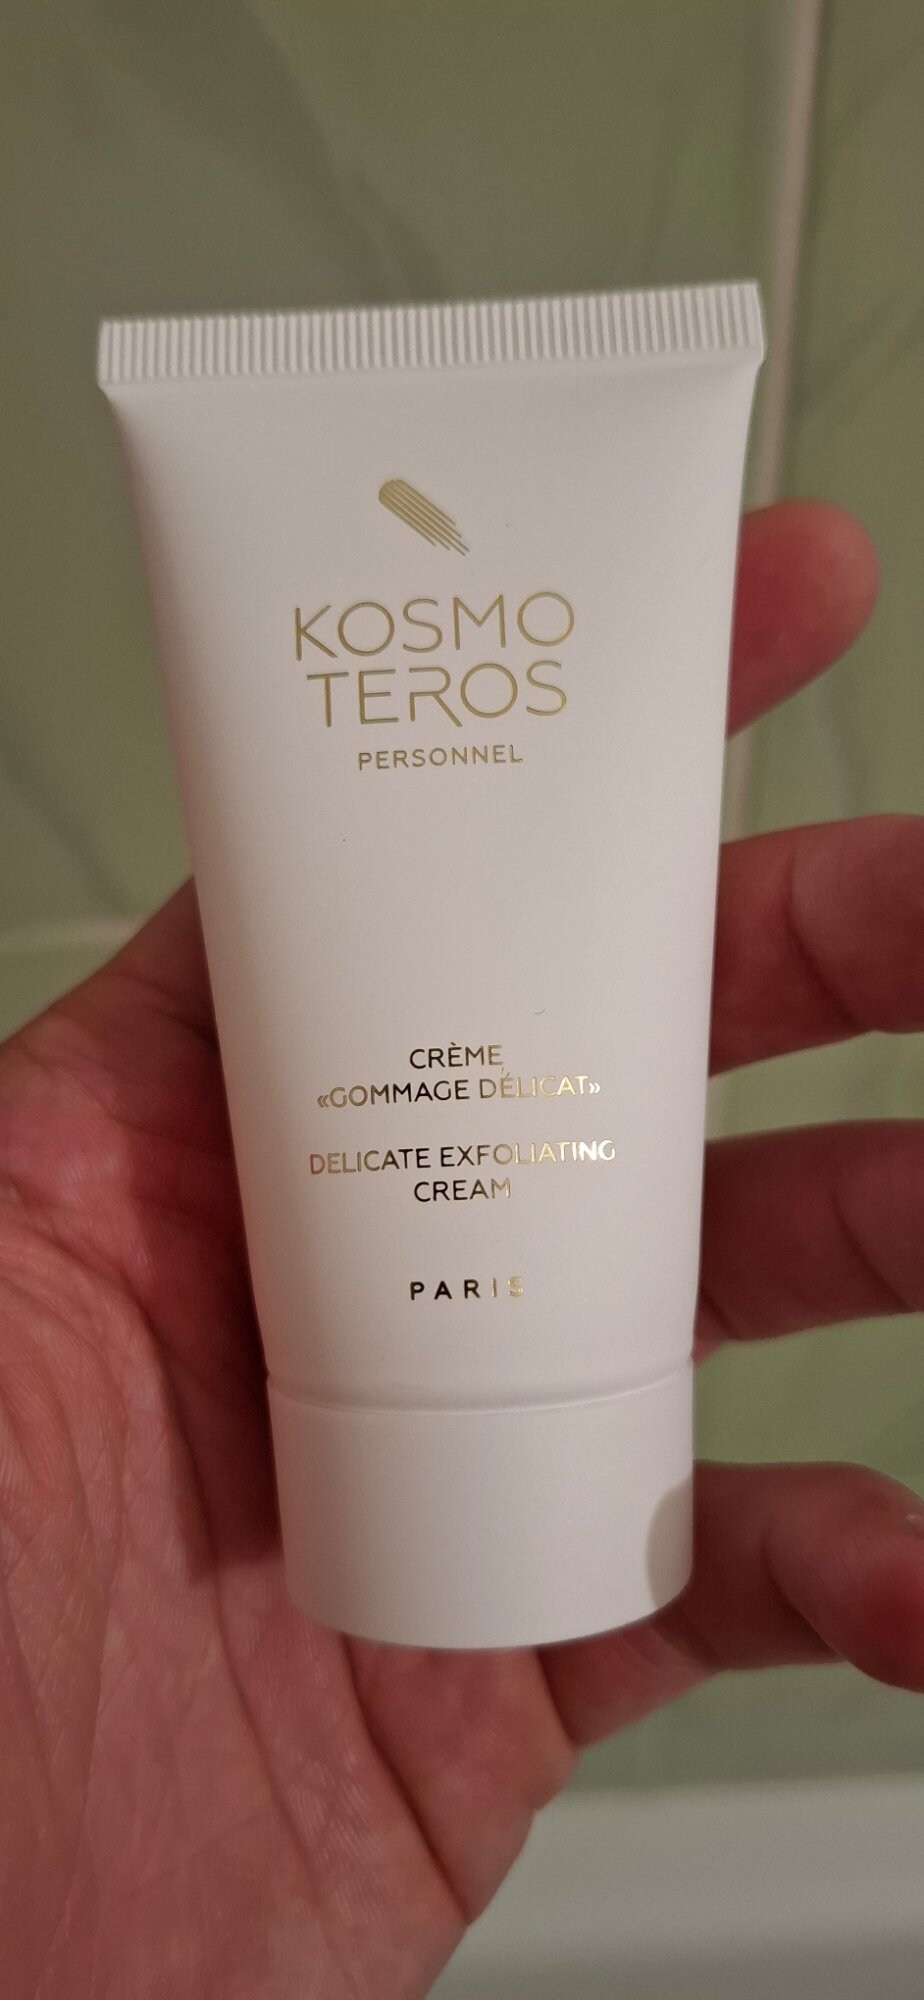 KOSMO
TEROS
PERSONNEL
CRÈME
«GOMMAGE DÉLICAT»
DELICATE EXFOLIATING
CREAM
PARIS